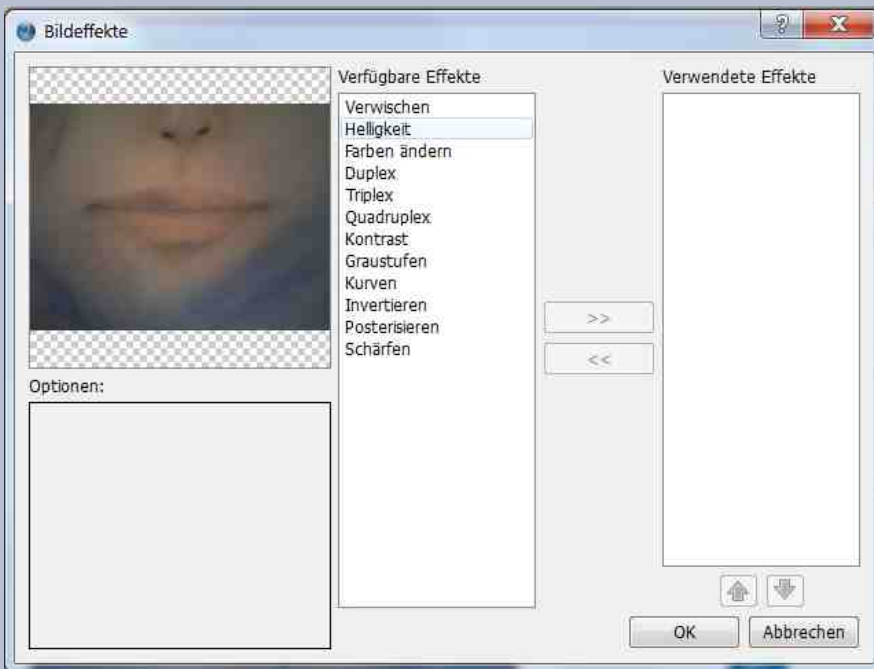 Bildeffekte
Verfügbare Effekte
Verwendete Effekte
Verwischen
Helligkeit
Farben ändern
Duplex
Triplex
Quadruplex
Kontrast
Graustufen
Kurven
Invertieren
Posterisieren
Schärfen
>>
<<
Optionen:
OK
Abbrechen